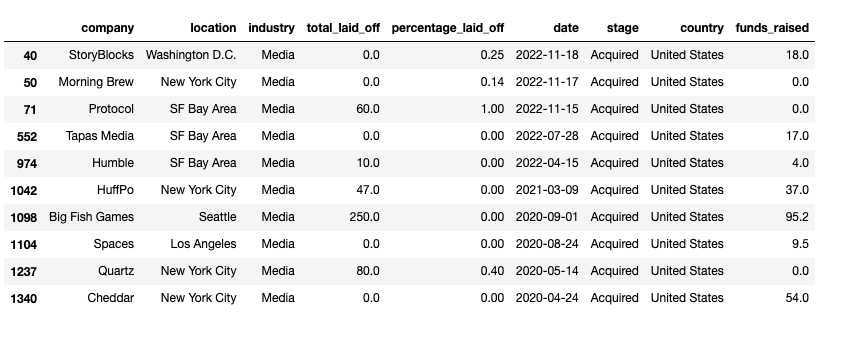 company location industry total_laid_off percentage_laid_off date stage country funds_raised
40 StoryBlocks Washington D.C. Media 0.0 0.25 2022-11-18 Acquired United States 18.0
50 Morning Brew New York City Media 0.0 0.14 2022-11-17 Acquired United States 0.0
71 Protocol SF Bay Area Media 60.0 1.00 2022-11-15 Acquired United States 0.0
552 Tapas Media SF Bay Area Media 0.0 0.00 2022-07-28 Acquired United States 17.0
974 Humble SF Bay Area Media 10.0 0.00 2022-04-15 Acquired United States 4.0
1042 HuffPo New York City Media 47.0 0.00 2021-03-09 Acquired United States 37.0
1098 Big Fish Games Seattle Media 250.0 0.00 2020-09-01 Acquired United States 95.2
1104 Spaces Los Angeles Media 0.0 0.00 2020-08-24 Acquired United States 9.5
1237 Quartz New York City Media 80.0 0.40 2020-05-14 Acquired United States 0.0
1340 Cheddar New York City Media 0.0 0.00 2020-04-24 Acquired United States 54.0